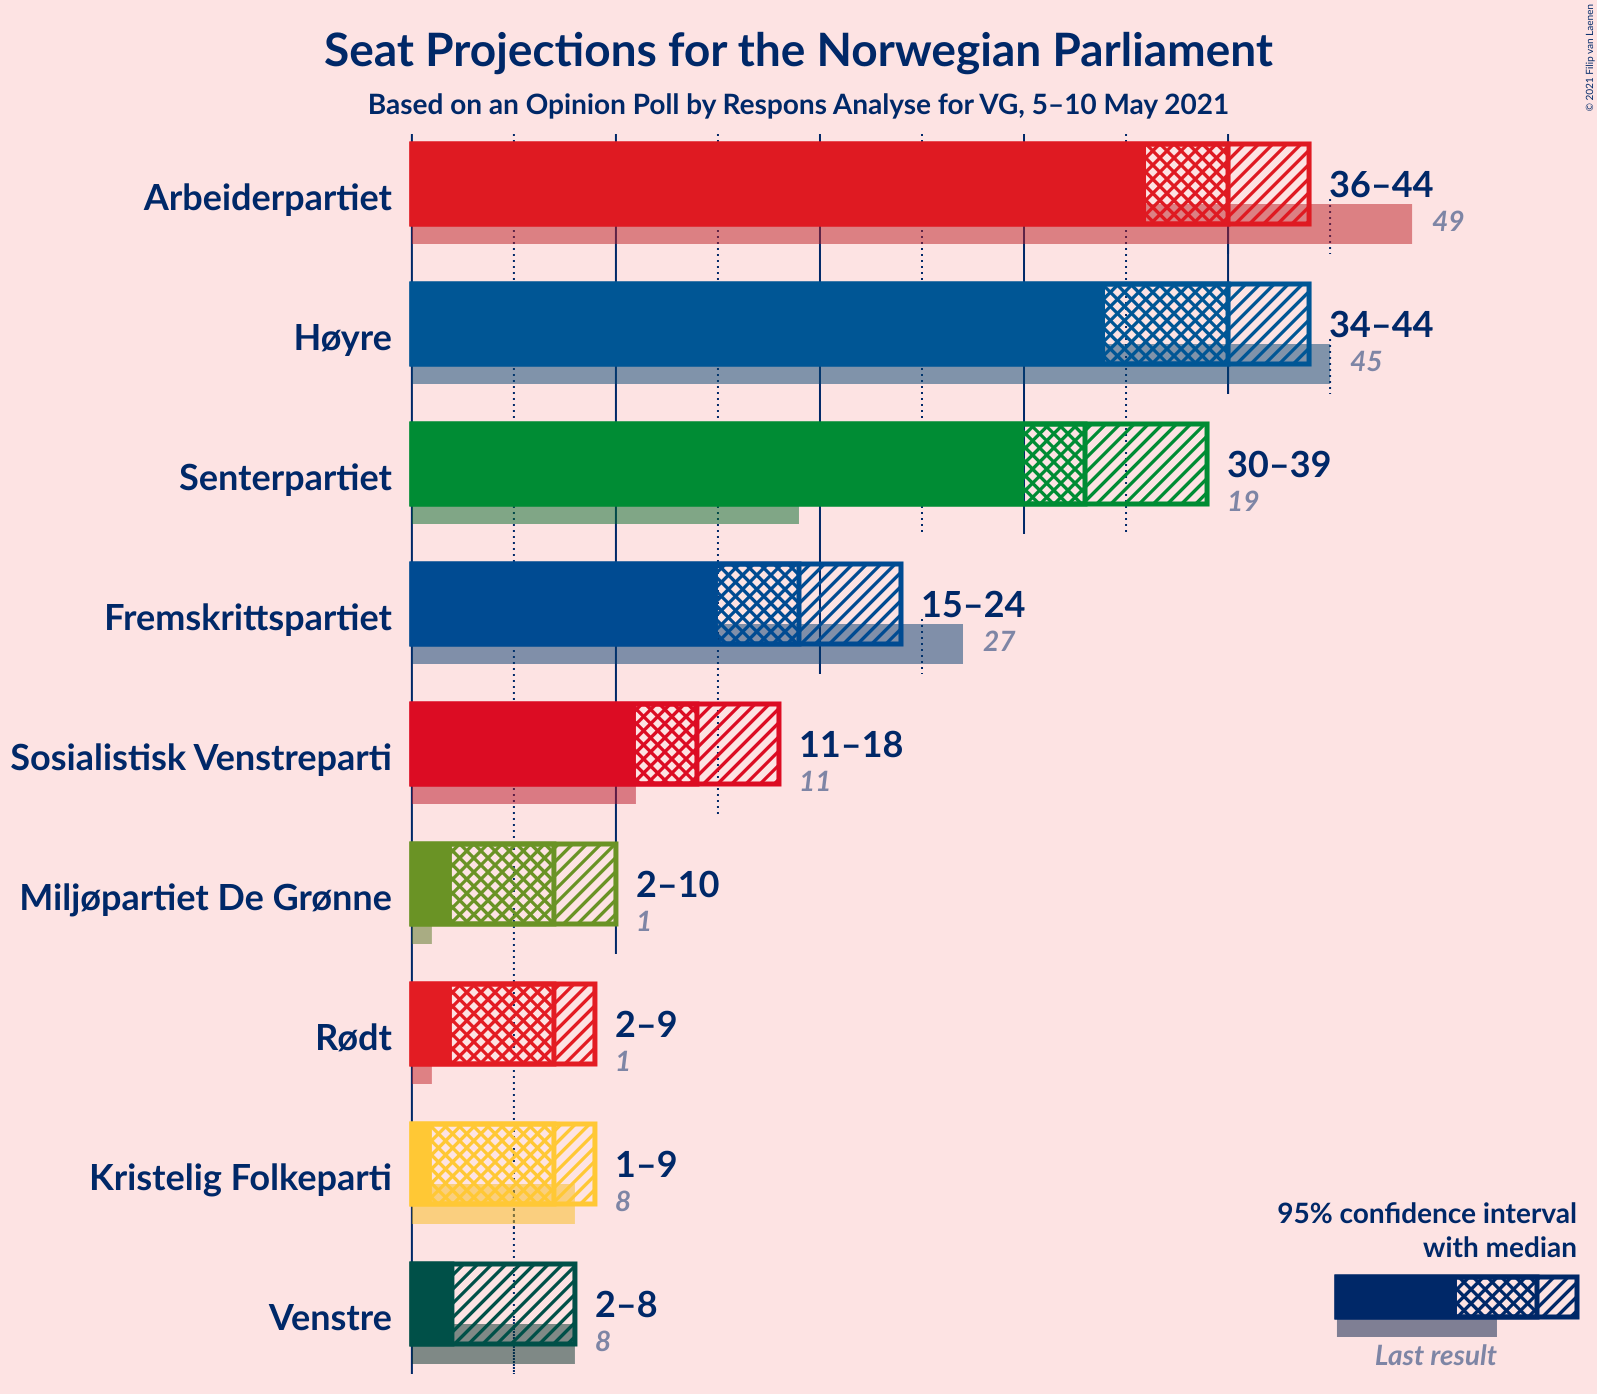 Seat Projections for the Norwegian Parliament
Based on an Opinion Poll by Respons Analyse for VG, 5–10 May 2021
© 2021 Filip van Laenen
Arbeiderpartiet
36–44
49
Høyre
34–44
45
Senterpartiet
30–39
19
Fremskrittspartiet
15–24
27
Sosialistisk Venstreparti
11–18
11
Miljøpartiet De Grønne
2–10
1
Rødt
2–9
1
Kristelig Folkeparti
1–9
8
Venstre
2–8
8
95% confidence interval
with median
Last result